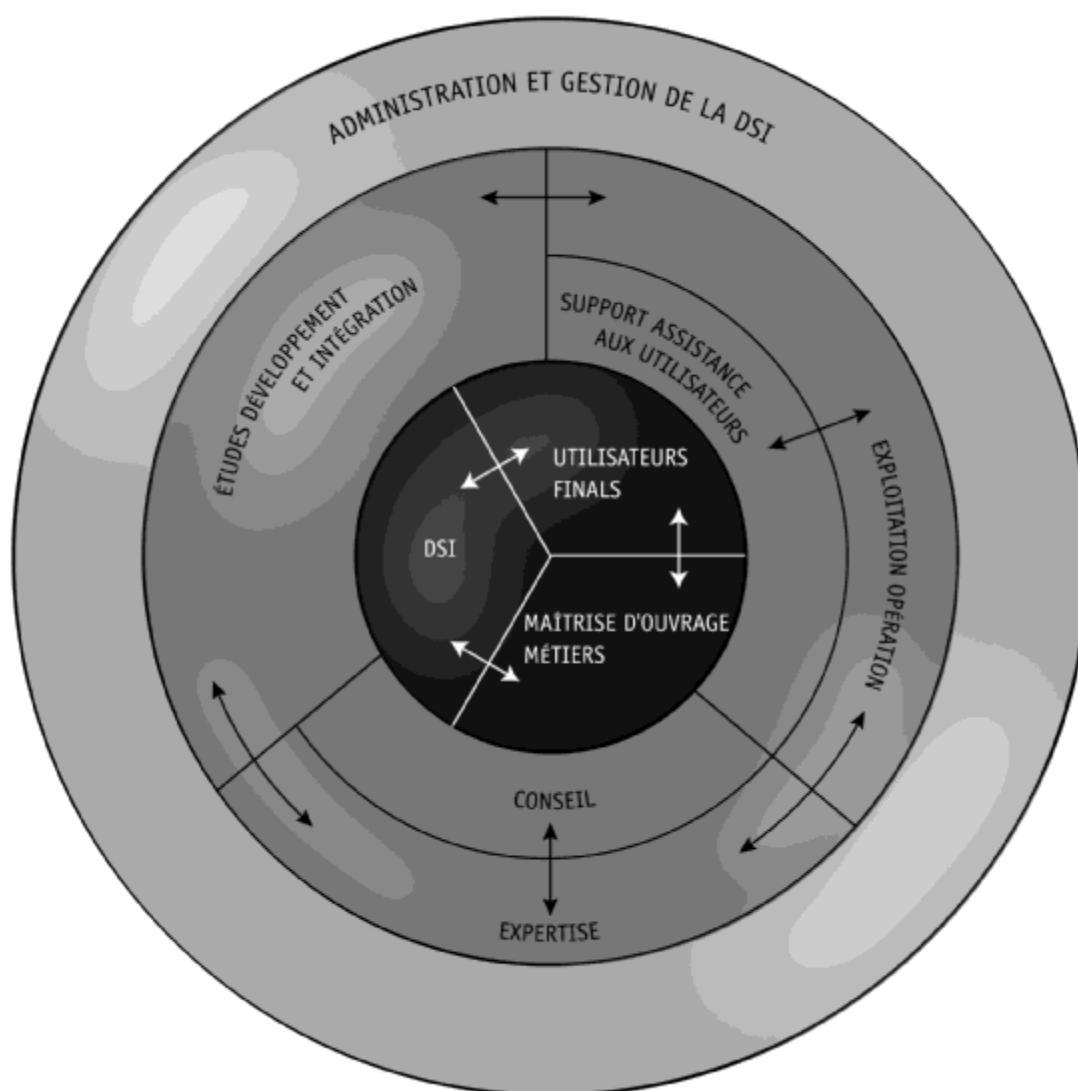 ADMINISTRATION ET GESTION DE LA DSI
ÉTUDES DÉVELOPPEMENT
ET INTÉGRATION
SUPPORT ASSISTANCE
AUX UTILISATEURS
EXPLOITATION OPÉRATION
UTILISATEURS
FINALS
DSI
MAÎTRISE D'OUVRAGE
MÉTIERS
CONSEIL
EXPERTISE